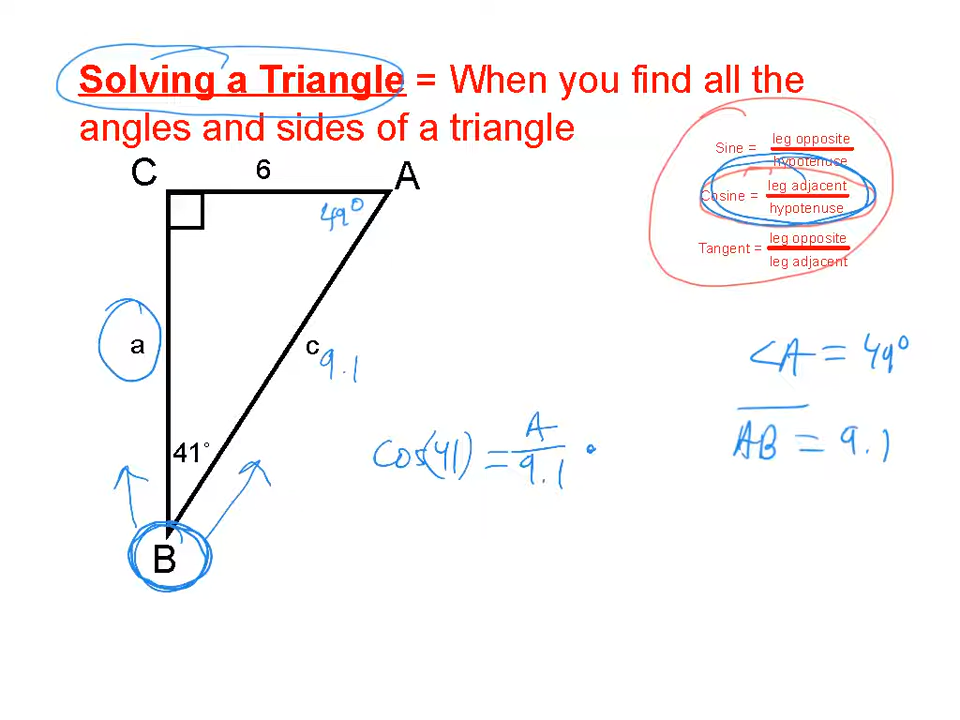 Solving a Triangle = When you find all the
angles and sides of a triangle
Sine = leg opposite
hypotenuse
Cosine = leg adjacent
hypotenuse
Tangent = leg opposite
leg adjacent
C 6 A
49°
a
c
9.1
41°
B
Cos(41) = A
9.1
<A = 49°
AB = 9.1